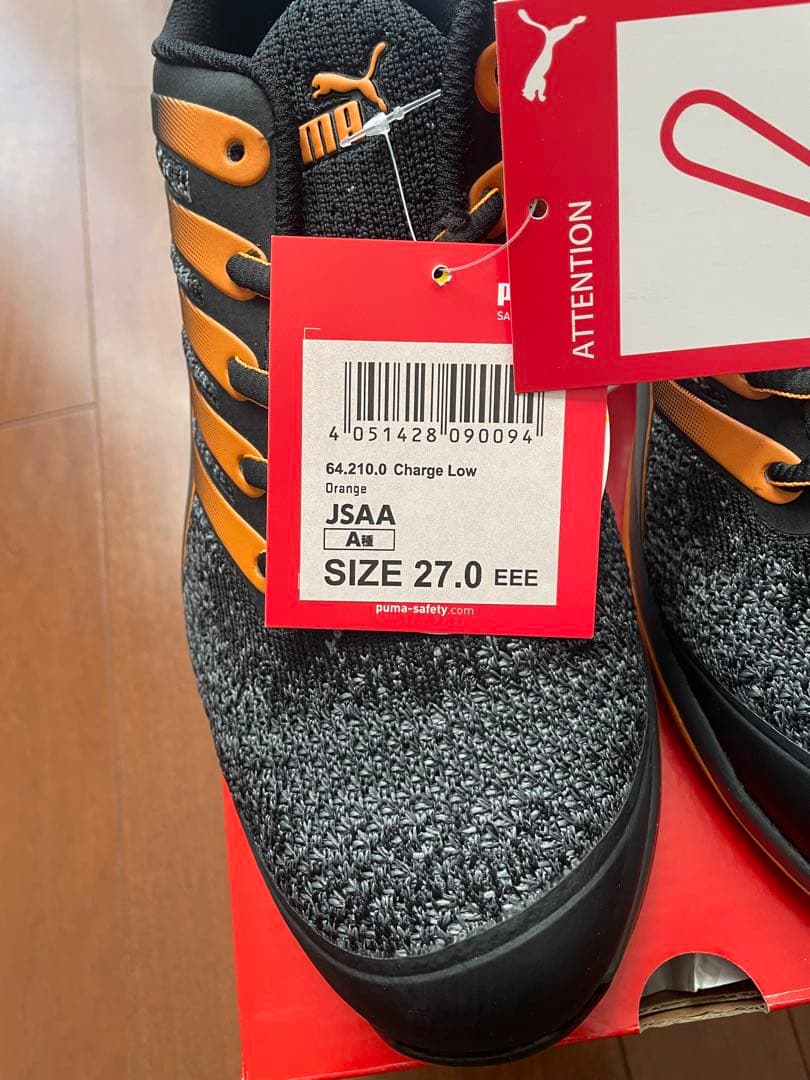 MA
ATTENTION
4 051428 090094
64.210.0 Charge Low
Orange
JSAA
A種
SIZE 27.0 EEE
puma-safety.com